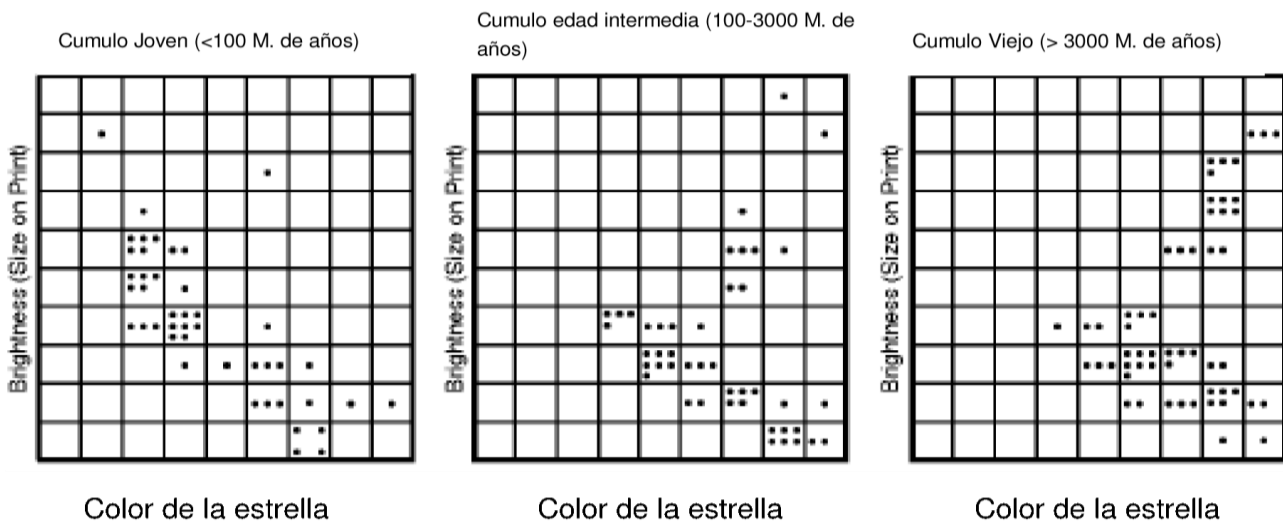 Cumulo Joven (<100 M. de años)
Cumulo edad intermedia (100-3000 M. de
años)
Cumulo Viejo (> 3000 M. de años)
Brightness (Size on Print)
Brightness (Size on Print)
Brightness (Size on Print)
Color de la estrella
Color de la estrella
Color de la estrella